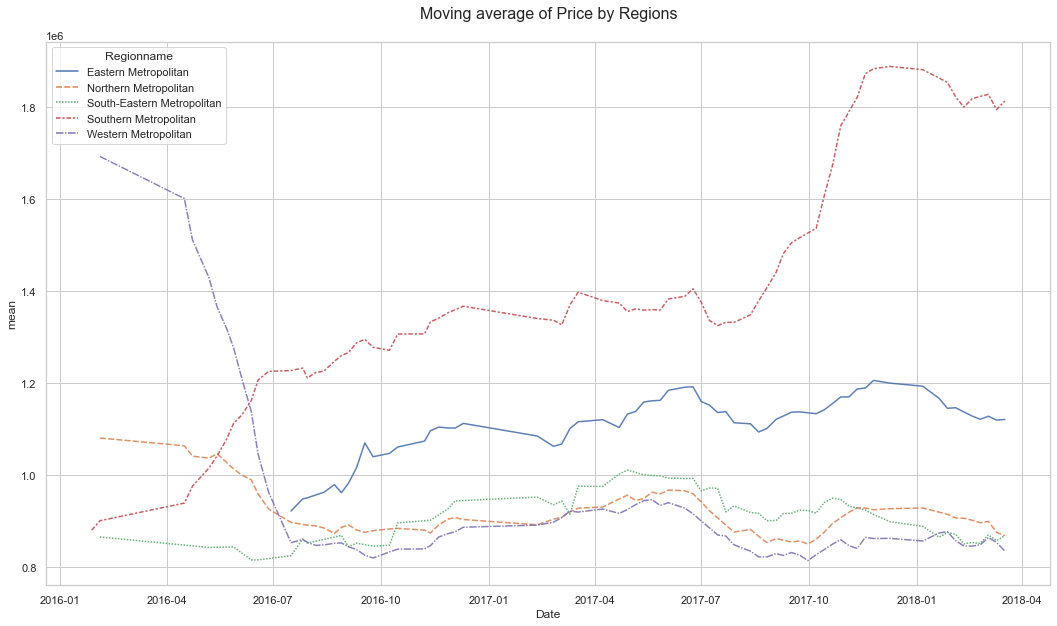 Moving average of Price by Regions
1e6
Regionname
Eastern Metropolitan
Northern Metropolitan
South-Eastern Metropolitan
Southern Metropolitan
Western Metropolitan
1.8
1.6
1.4
1.2
1.0
0.8
mean
2016-01 2016-04 2016-07 2016-10 2017-01 2017-04 2017-07 2017-10 2018-01 2018-04
Date